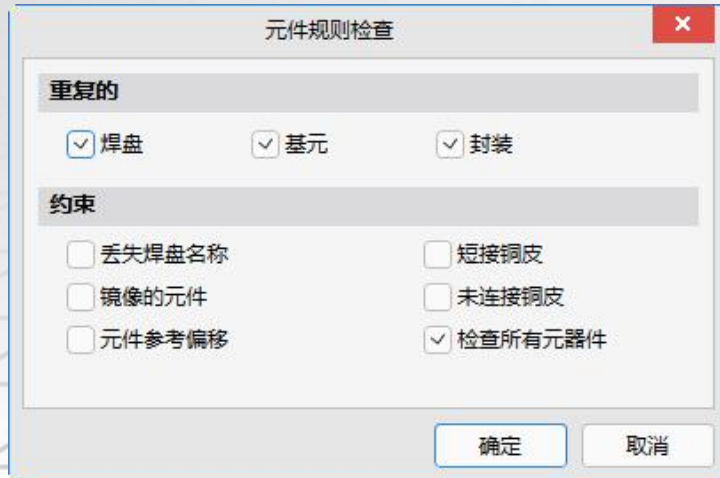 元件规则检查
重复的
焊盘 基元 封装
约束
丢失焊盘名称 短接铜皮
镜像的元件 未连接铜皮
元件参考偏移 检查所有元器件
确定 取消